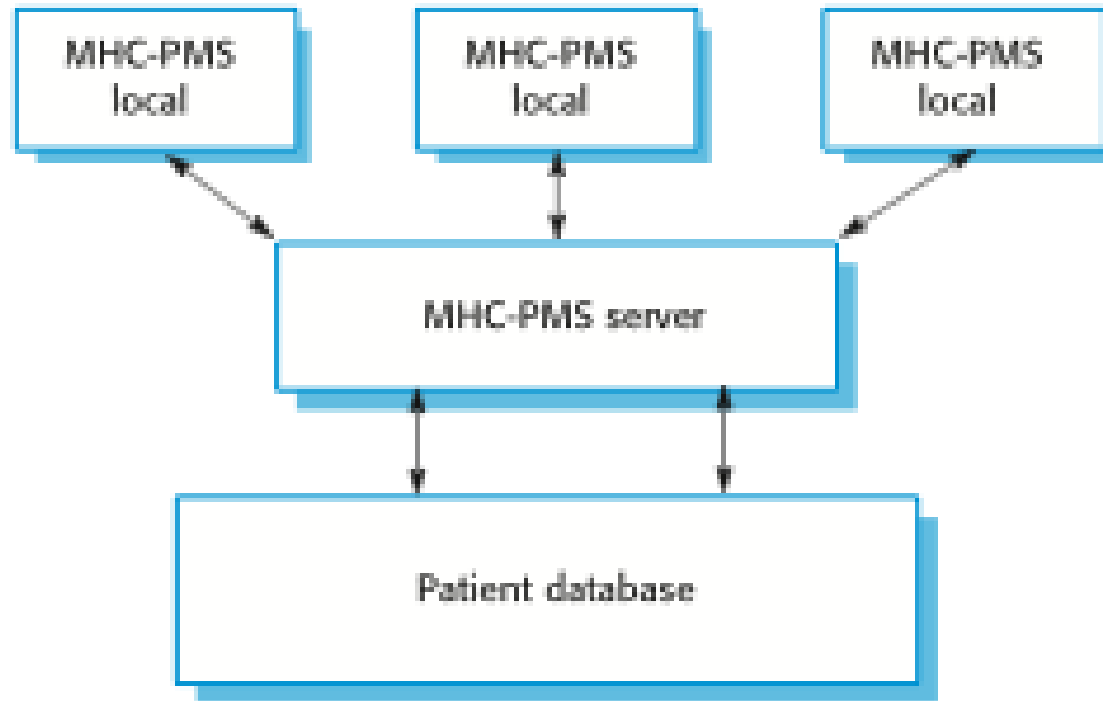 MHC-PMS
local
MHC-PMS
local
MHC-PMS
local
MHC-PMS server
Patient database